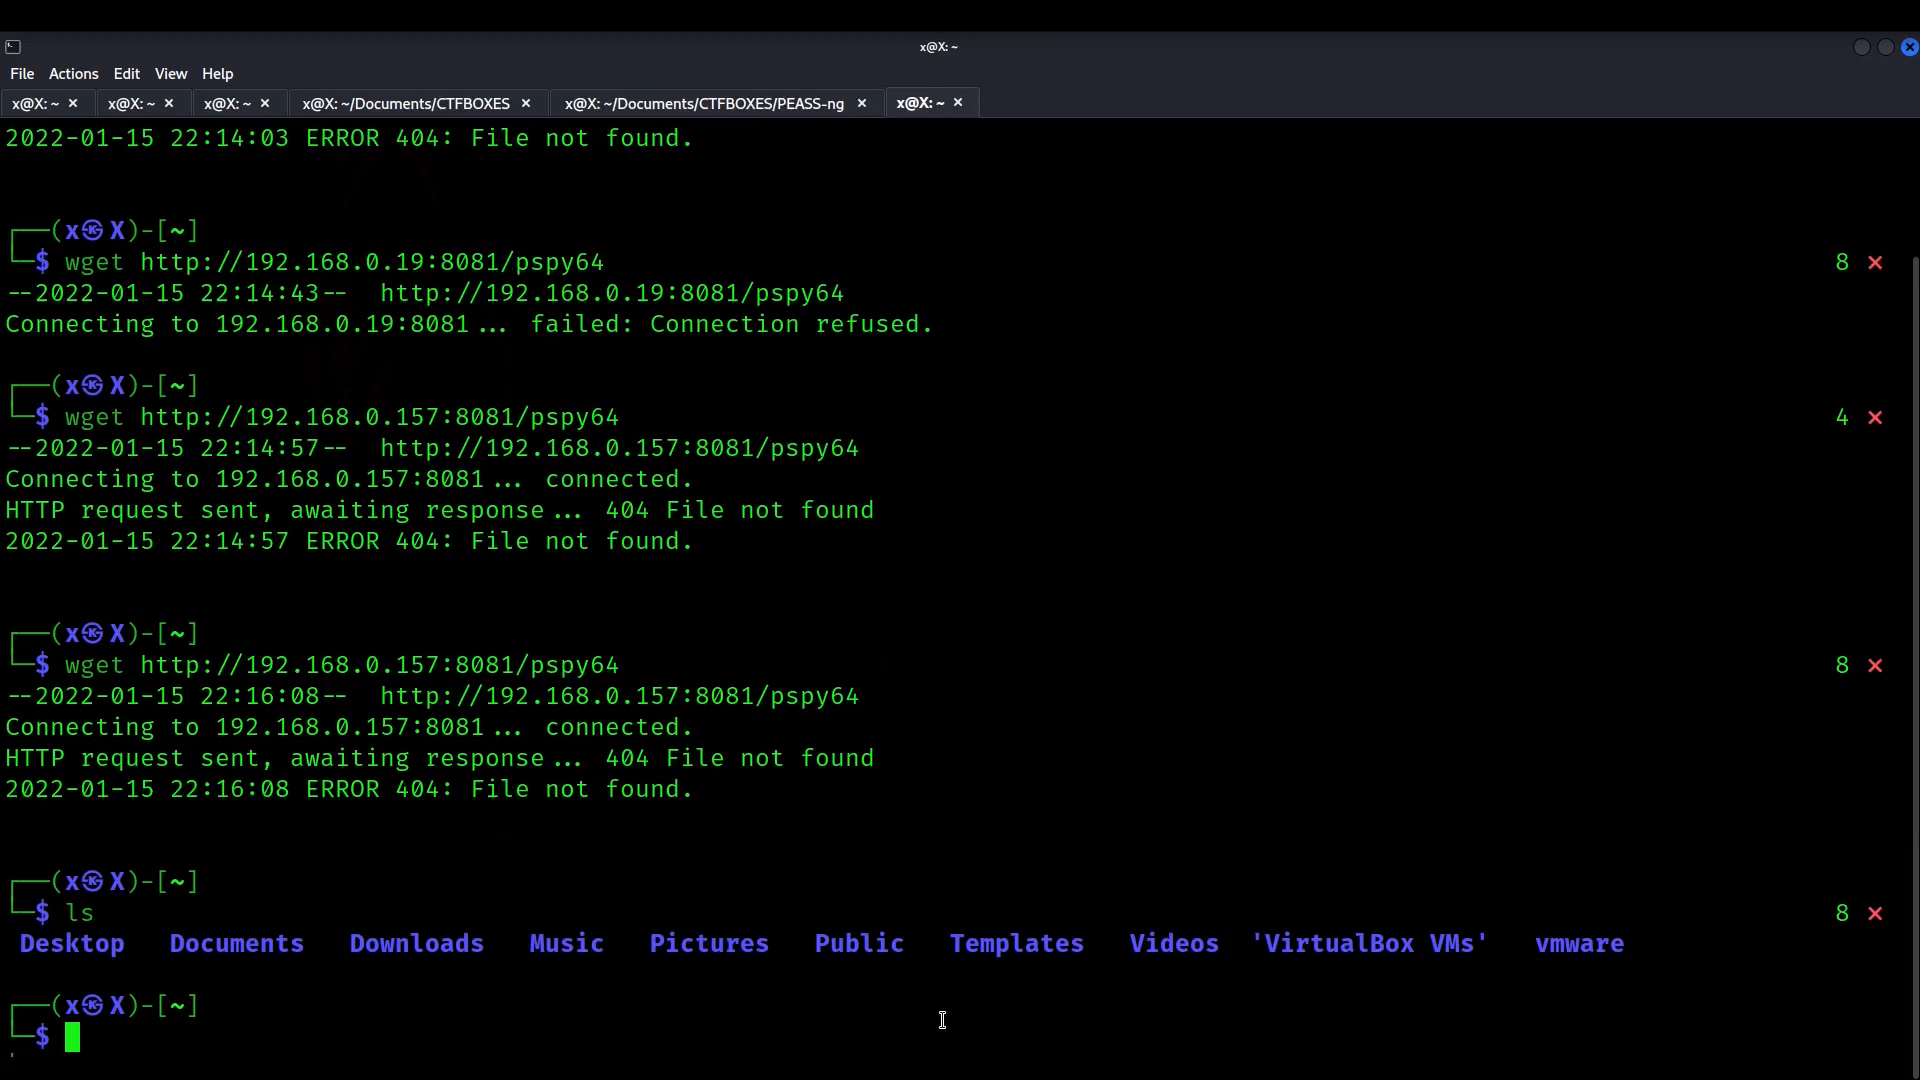 x@X: ~
File Actions Edit View Help
x@X: ~ × x@X: ~ × x@X: ~ × x@X: ~/Documents/CTFBOXES × x@X: ~/Documents/CTFBOXES/PEASS-ng × x@X: ~ ×
2022-01-15 22:14:03 ERROR 404: File not found.
┌──(x㉿X)-[~]
└─$ wget http://192.168.0.19:8081/pspy64 8 ⨯
--2022-01-15 22:14:43-- http://192.168.0.19:8081/pspy64
Connecting to 192.168.0.19:8081... failed: Connection refused.
┌──(x㉿X)-[~]
└─$ wget http://192.168.0.157:8081/pspy64 4 ⨯
--2022-01-15 22:14:57-- http://192.168.0.157:8081/pspy64
Connecting to 192.168.0.157:8081... connected.
HTTP request sent, awaiting response... 404 File not found
2022-01-15 22:14:57 ERROR 404: File not found.
┌──(x㉿X)-[~]
└─$ wget http://192.168.0.157:8081/pspy64 8 ⨯
--2022-01-15 22:16:08-- http://192.168.0.157:8081/pspy64
Connecting to 192.168.0.157:8081... connected.
HTTP request sent, awaiting response... 404 File not found
2022-01-15 22:16:08 ERROR 404: File not found.
┌──(x㉿X)-[~]
└─$ ls 8 ⨯
Desktop Documents Downloads Music Pictures Public Templates Videos 'VirtualBox VMs' vmware
┌──(x㉿X)-[~]
└─$